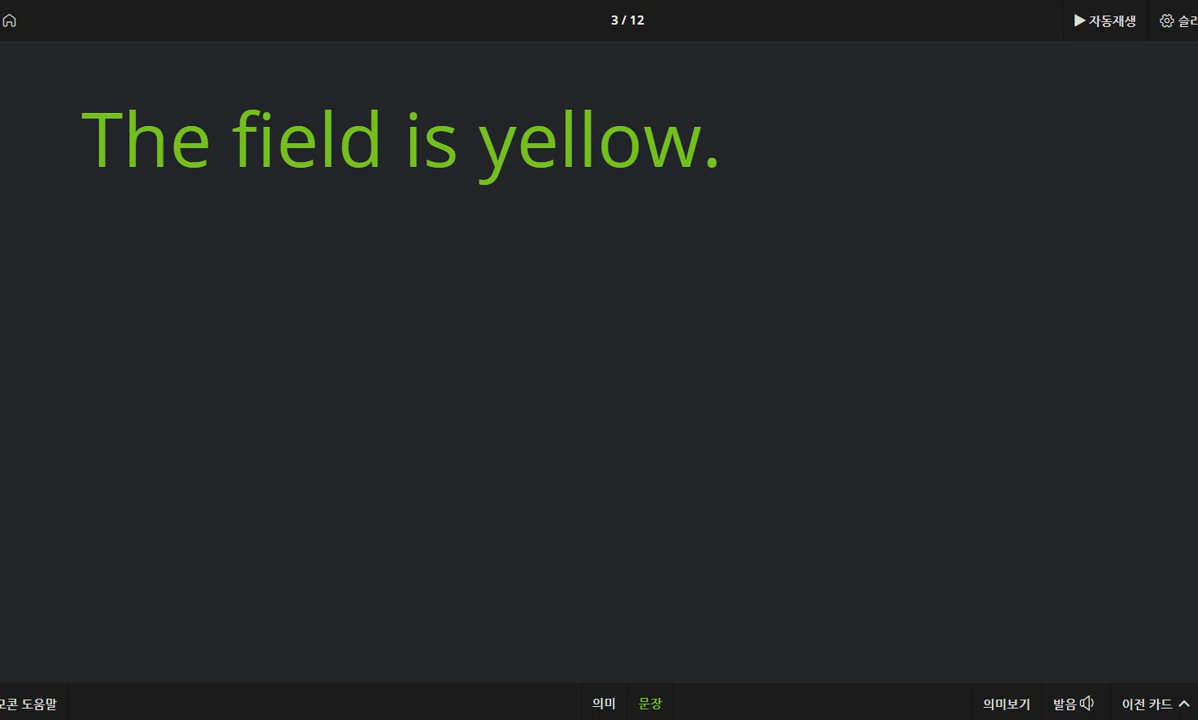 3 / 12
자동재생
The field is yellow.
도움말
의미
문장
의미보기
발음
이전 카드